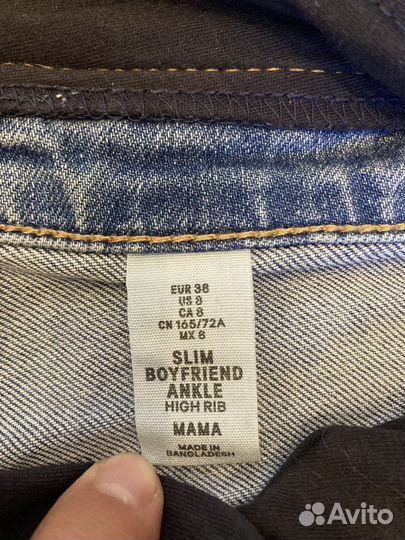 EUR 38
US 8
CA 8
CN 165/72A
MX 8
SLIM
BOYFRIEND
ANKLE
HIGH RIB
MAMA
MADE IN
BANGLADESH
Avito